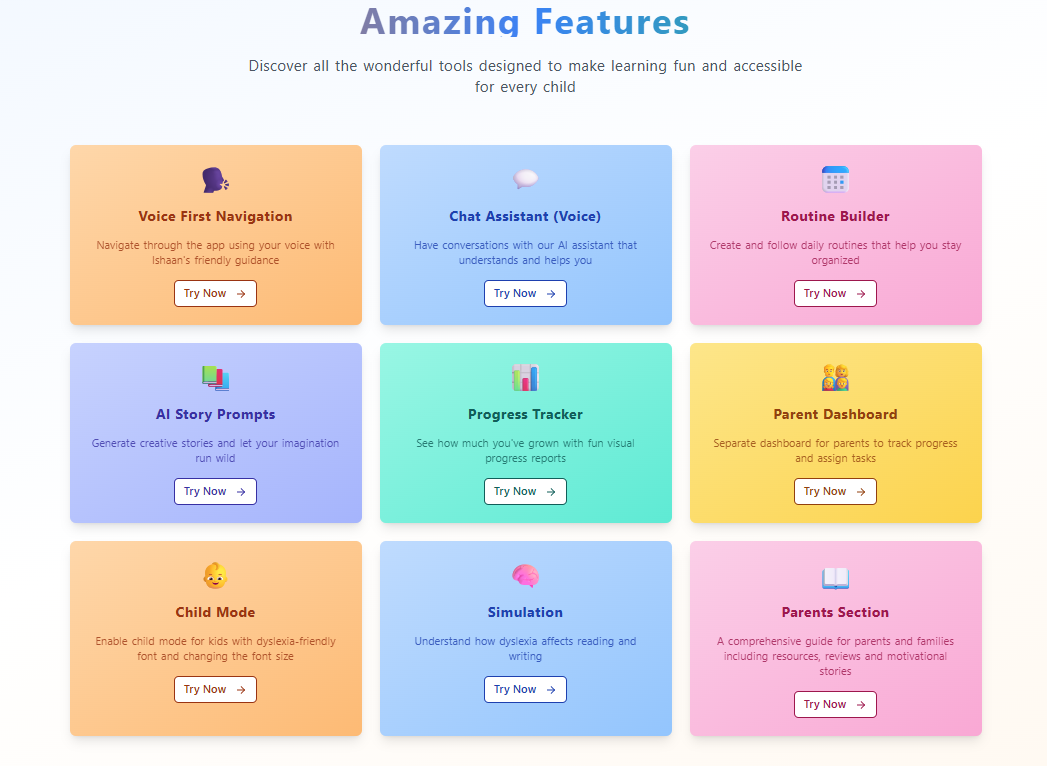 Amazing Features
Discover all the wonderful tools designed to make learning fun and accessible
for every child
Voice First Navigation
Navigate through the app using your voice with
Ishaan's friendly guidance
Try Now →
Chat Assistant (Voice)
Have conversations with our AI assistant that
understands and helps you
Try Now →
Routine Builder
Create and follow daily routines that help you stay
organized
Try Now →
AI Story Prompts
Generate creative stories and let your imagination
run wild
Try Now →
Progress Tracker
See how much you've grown with fun visual
progress reports
Try Now →
Parent Dashboard
Separate dashboard for parents to track progress
and assign tasks
Try Now →
Child Mode
Enable child mode for kids with dyslexia-friendly
font and changing the font size
Try Now →
Simulation
Understand how dyslexia affects reading and
writing
Try Now →
Parents Section
A comprehensive guide for parents and families
including resources, reviews and motivational
stories
Try Now →